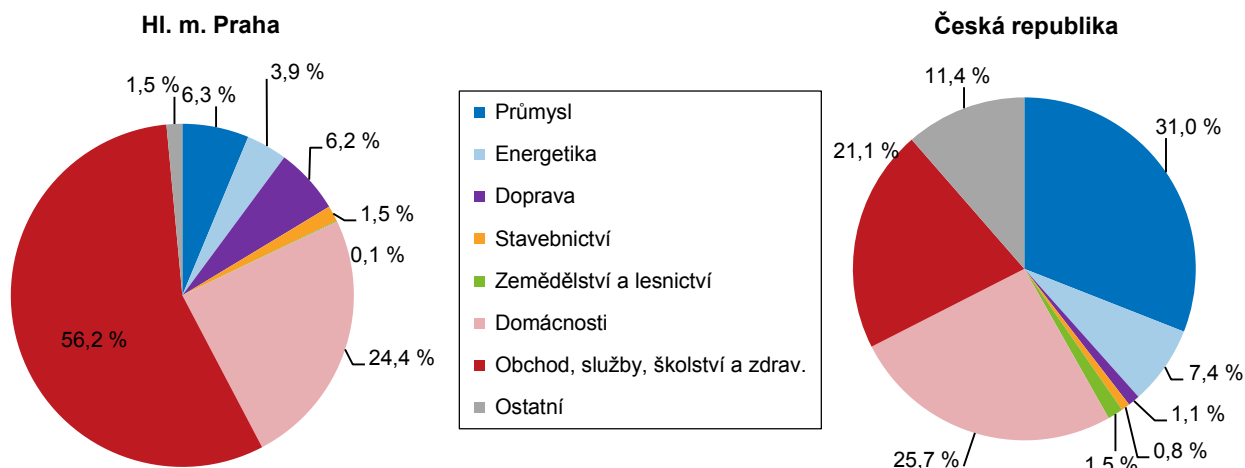 Hl. m. Praha
1,5 %
6,3 %
3,9 %
6,2 %
1,5 %
0,1 %
24,4 %
56,2 %
Průmysl
Energetika
Doprava
Stavebnictví
Zemědělství a lesnictví
Domácnosti
Obchod, služby, školství a zdrav.
Ostatní
Česká republika
11,4 %
31,0 %
21,1 %
7,4 %
1,1 %
0,8 %
1,5 %
25,7 %